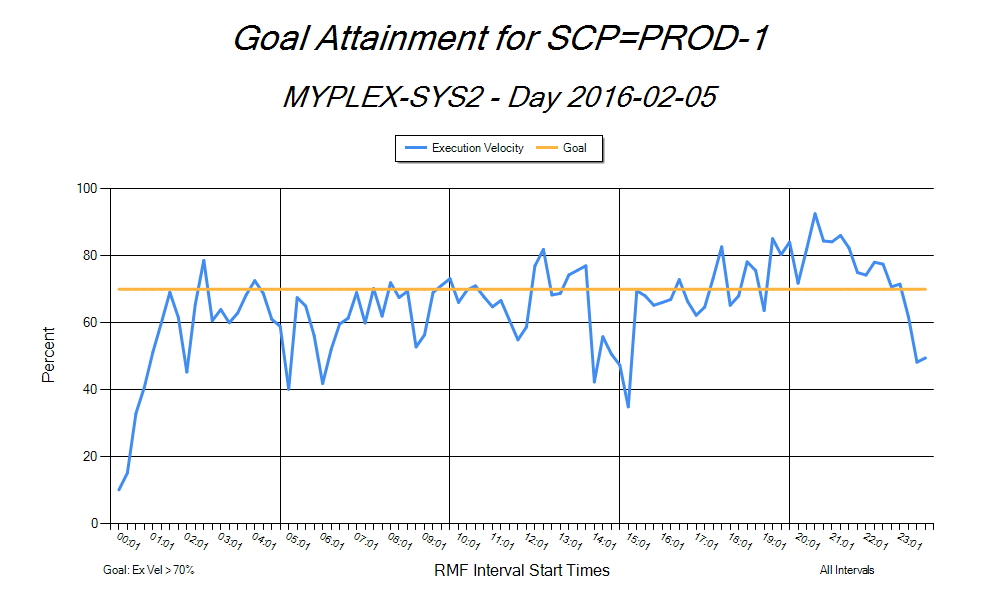 Goal Attainment for SCP=PROD-1
MYPLEX-SYS2 - Day 2016-02-05
Execution Velocity Goal
100
80
60
40
20
0
Percent
00:01 01:01 02:01 03:01 04:01 05:01 06:01 07:01 08:01 09:01 10:01 11:01 12:01 13:01 14:01 15:01 16:01 17:01 18:01 19:01 20:01 21:01 22:01 23:01
Goal: Ex Vel > 70% RMF Interval Start Times All Intervals